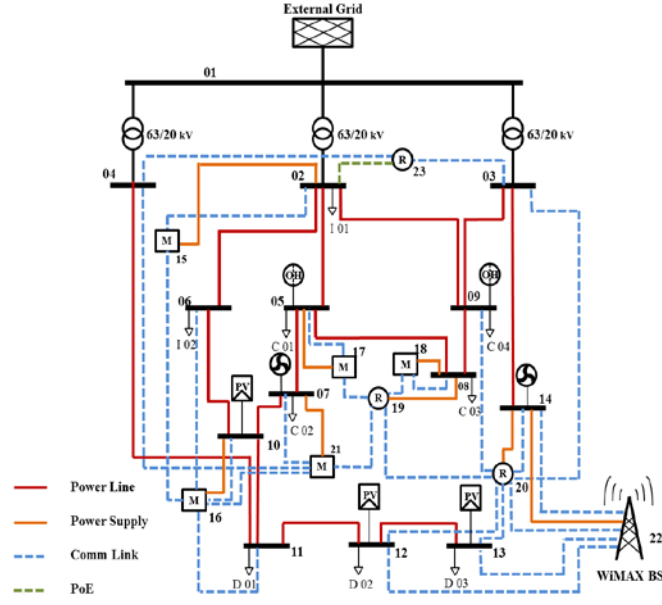 External Grid
01
63/20 kV
63/20 kV
63/20 kV
04
02
R
23
03
I 01
M
15
06
05
OH
09
OH
I 02
C 01
17
M
M
18
C 04
08
PV
07
R
19
C 03
14
C 02
10
21
M
R
20
M
16
PV
PV
Power Line
Power Supply
Comm Link
PoE
11
12
13
22
D 01
D 02
D 03
WiMAX BS